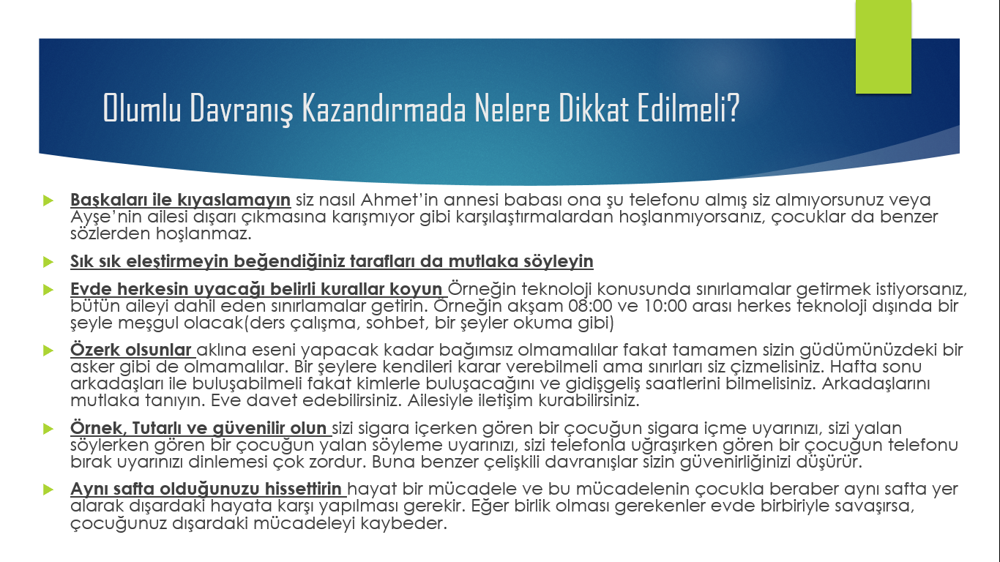 Olumlu Davranış Kazandırmada Nelere Dikkat Edilmeli?
Başkaları ile kıyaslamayın siz nasıl Ahmet’in annesi babası ona şu telefonu almış siz almıyorsunuz veya
Ayşe’nin ailesi dışarı çıkmasına karışmıyor gibi karşılaştırmalardan hoşlanmıyorsanız, çocuklar da benzer
sözlerden hoşlanmaz.
Sık sık eleştirmeyin beğendiğiniz tarafları da mutlaka söyleyin
Evde herkesin uyacağı belirli kurallar koyun Örneğin teknoloji konusunda sınırlamalar getirmek istiyorsanız,
bütün aileyi dahil eden sınırlamalar getirin. Örneğin akşam 08:00 ve 10:00 arası herkes teknoloji dışında bir
şeyle meşgul olacak(ders çalışma, sohbet, bir şeyler okuma gibi)
Özerk olsunlar aklına eseni yapacak kadar bağımsız olmamalılar fakat tamamen sizin güdümünüzdeki bir
asker gibi de olmamalılar. Bir şeylere kendileri karar verebilmeli ama sınırları siz çizmelisiniz. Hafta sonu
arkadaşları ile buluşabilmeli fakat kimlerle buluşacağını ve gidişgeliş saatlerini bilmelisiniz. Arkadaşlarını
mutlaka tanıyın. Eve davet edebilirsiniz. Ailesiyle iletişim kurabilirsiniz.
Örnek, Tutarlı ve güvenilir olun sizi sigara içerken gören bir çocuğun sigara içme uyarınızı, sizi yalan
söylerken gören bir çocuğun yalan söyleme uyarınızı, sizi telefonla uğraşırken gören bir çocuğun telefonu
bırak uyarınızı dinlemesi çok zordur. Buna benzer çelişkili davranışlar sizin güvenirliğinizi düşürür.
Aynı safta olduğunuzu hissettirin hayat bir mücadele ve bu mücadelenin çocukla beraber aynı safta yer
alarak dışardaki hayata karşı yapılması gerekir. Eğer birlik olması gerekenler evde birbiriyle savaşırsa,
çocuğunuz dışardaki mücadeleyi kaybeder.